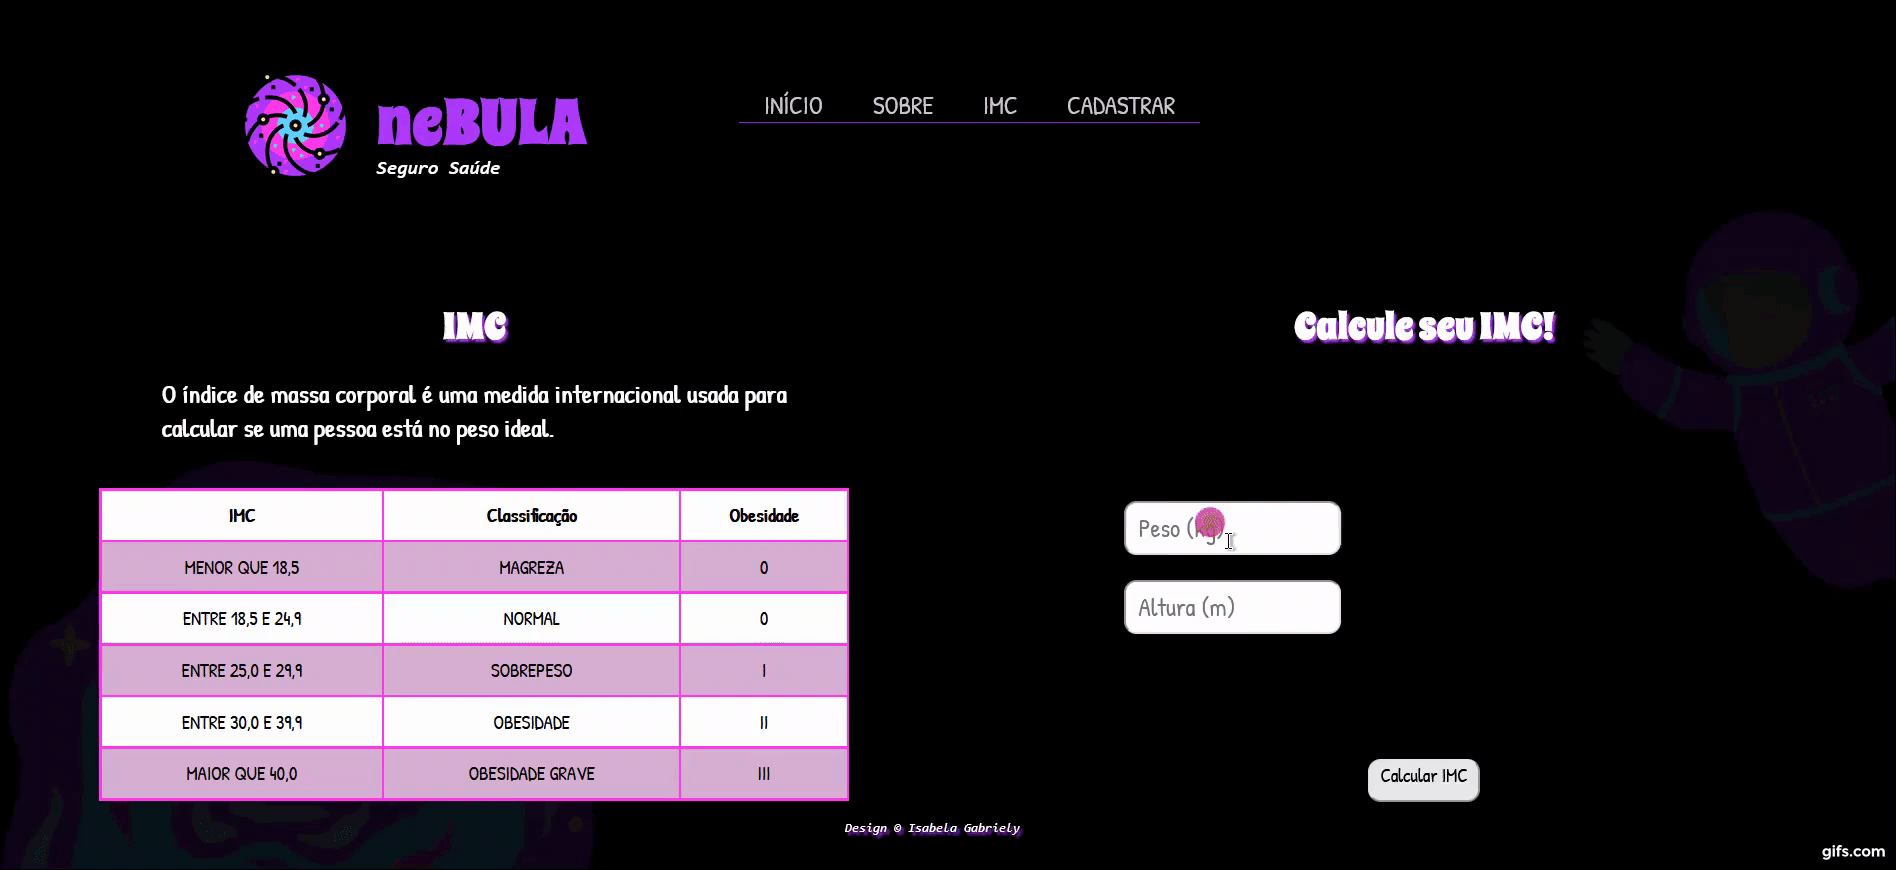 neBULA
Seguro Saúde
INÍCIO SOBRE IMC CADASTRAR
IMC
O índice de massa corporal é uma medida internacional usada para
calcular se uma pessoa está no peso ideal.
IMC Classificação Obesidade
MENOR QUE 18,5 MAGREZA 0
ENTRE 18,5 E 24,9 NORMAL 0
ENTRE 25,0 E 29,9 SOBREPESO I
ENTRE 30,0 E 39,9 OBESIDADE II
MAIOR QUE 40,0 OBESIDADE GRAVE III
Calcule seu IMC!
Peso (kg)
Altura (m)
Calcular IMC
Design © Isabela Gabriely
gifs.com